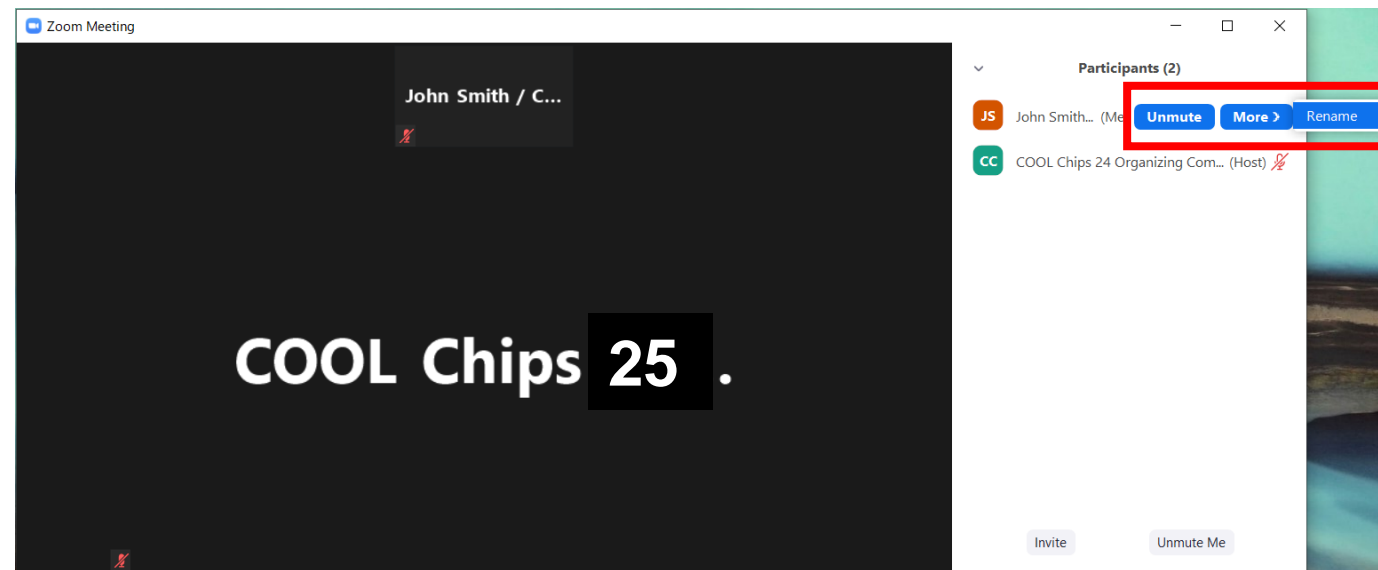 Zoom Meeting
John Smith / C...
COOL Chips 25 .
Participants (2)
JS John Smith... (Me Unmute More > Rename
CC COOL Chips 24 Organizing Com... (Host)
Invite Unmute Me